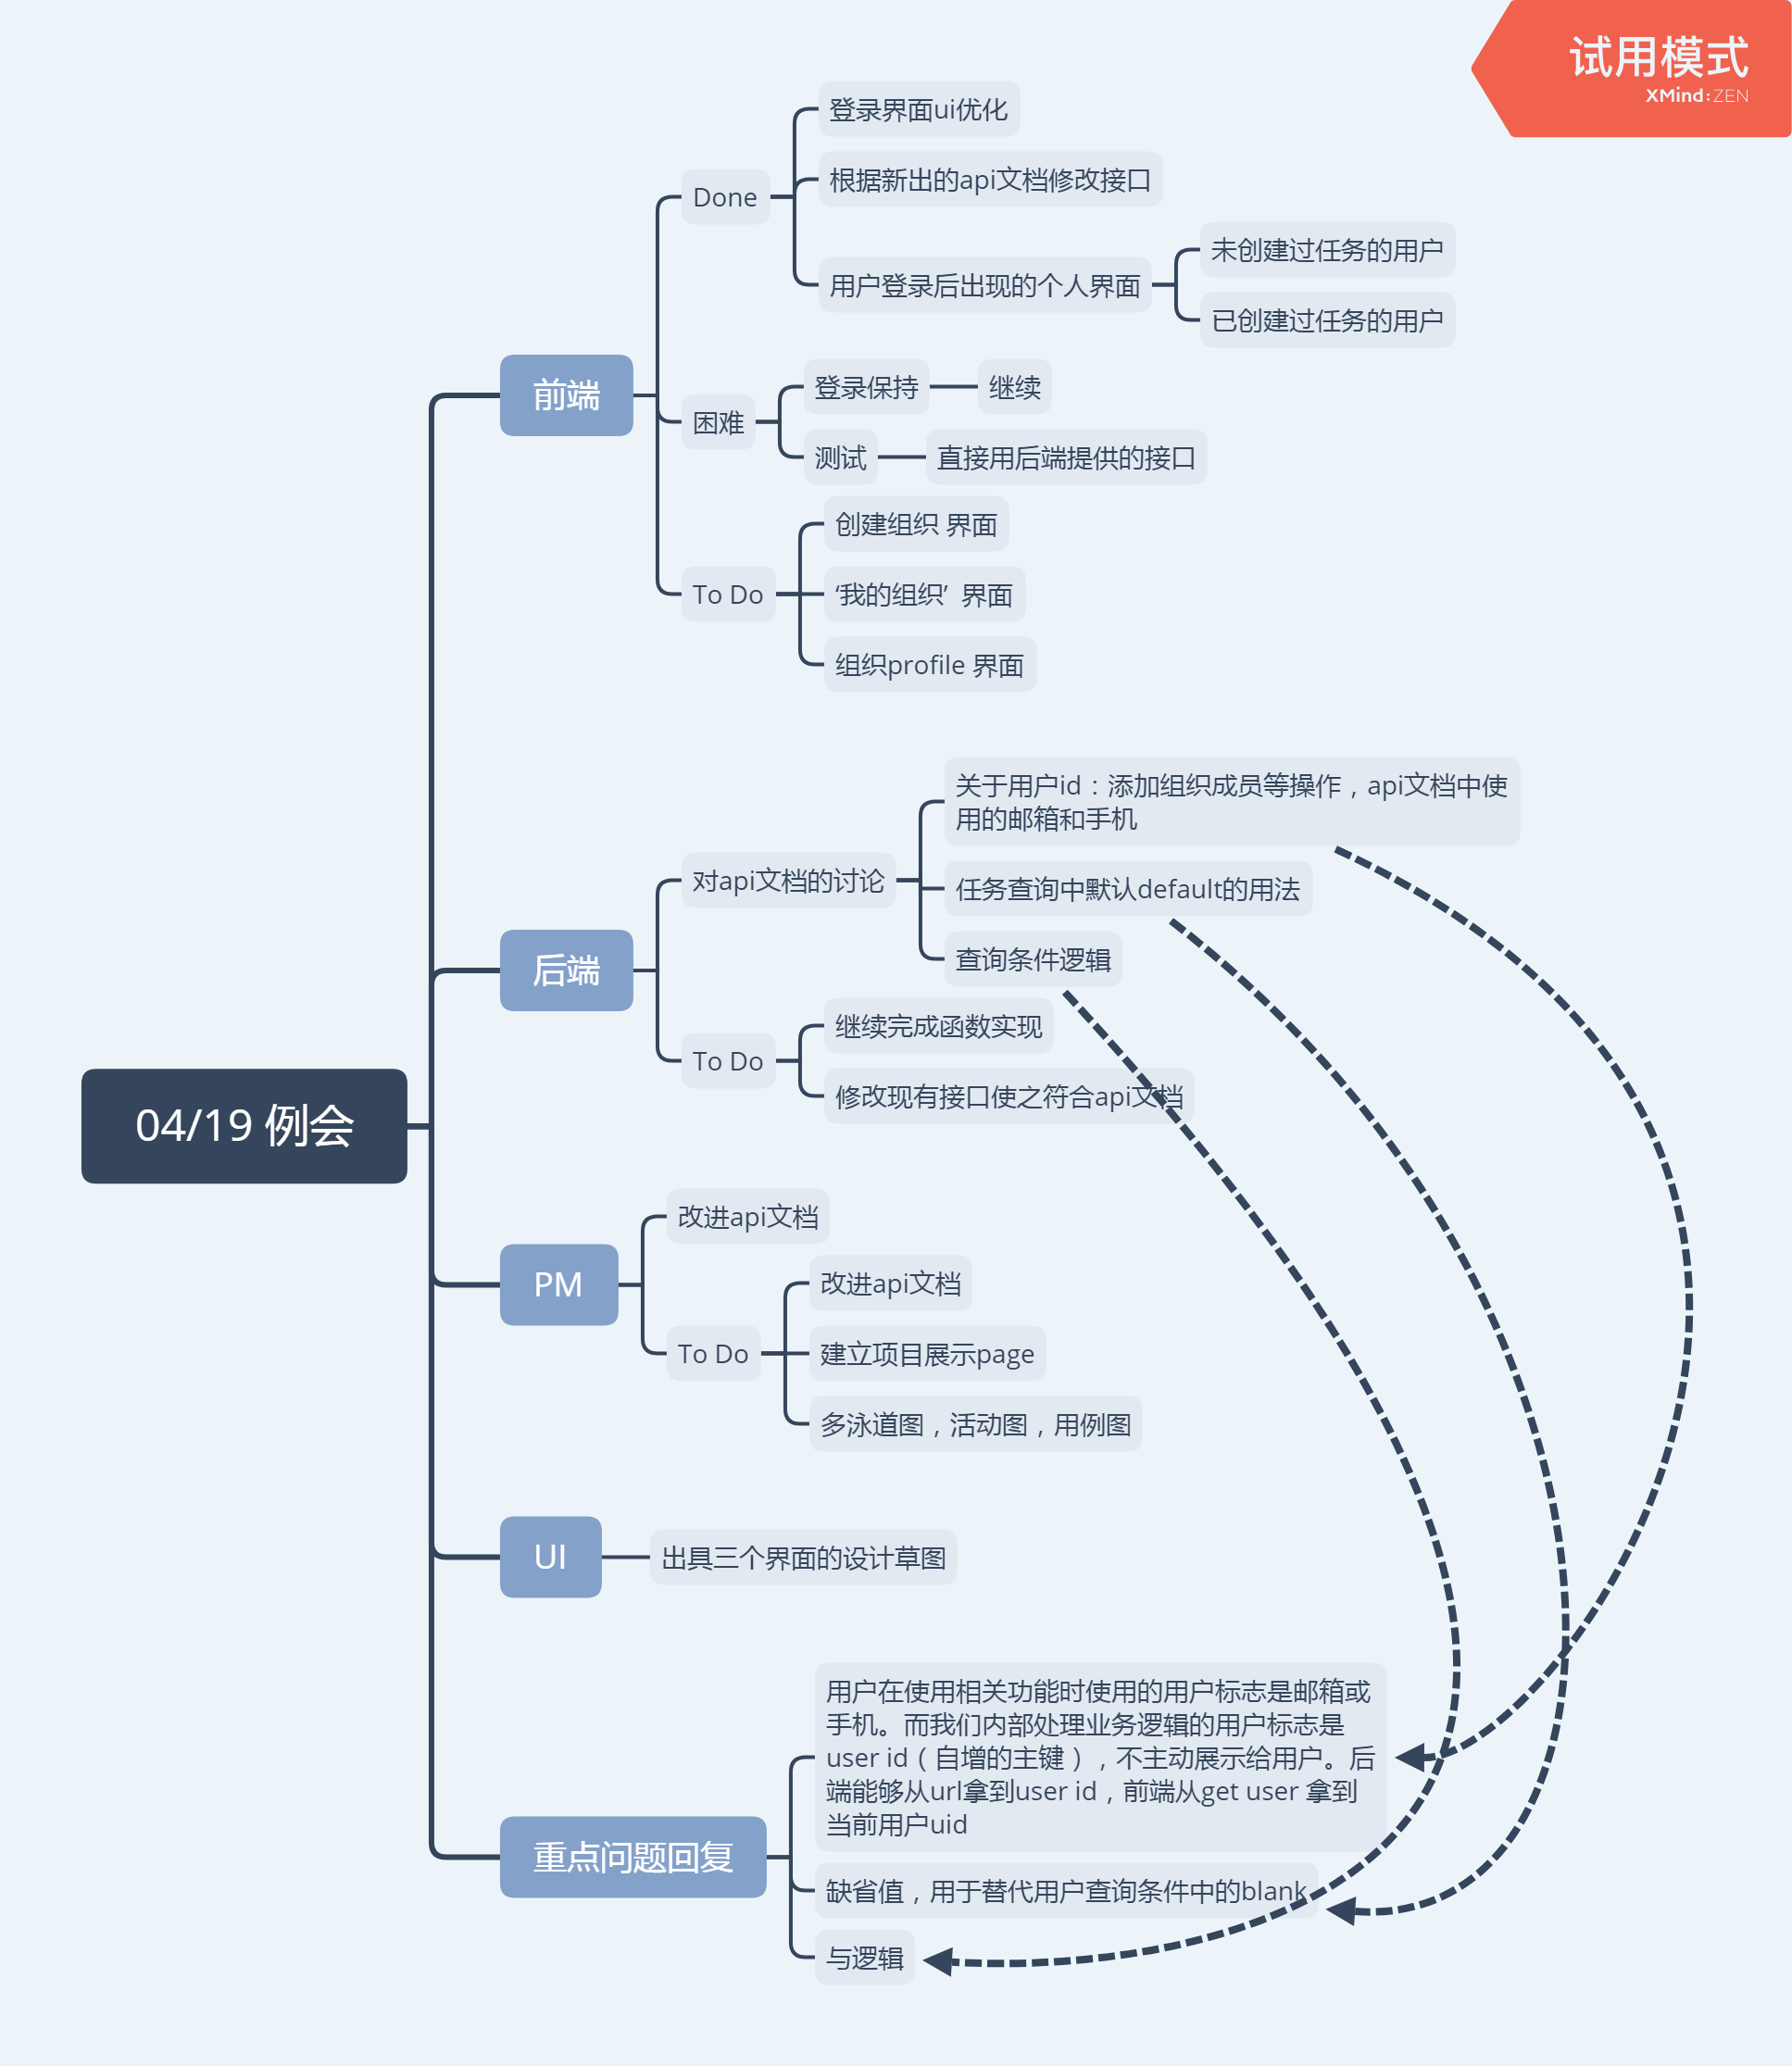 试用模式
XMind:ZEN
04/19 例会
前端
Done
登录界面ui优化
根据新出的api文档修改接口
用户登录后出现的个人界面
未创建过任务的用户
已创建过任务的用户
困难
登录保持
继续
测试
直接用后端提供的接口
To Do
创建组织 界面
‘我的组织’ 界面
组织profile 界面
后端
对api文档的讨论
关于用户id：添加组织成员等操作，api文档中使
用的邮箱和手机
任务查询中默认default的用法
查询条件逻辑
To Do
继续完成函数实现
修改现有接口使之符合api文档
PM
改进api文档
To Do
改进api文档
建立项目展示page
多泳道图，活动图，用例图
UI
出具三个界面的设计草图
重点问题回复
用户在使用相关功能时使用的用户标志是邮箱或
手机。而我们内部处理业务逻辑的用户标志是
user id（自增的主键），不主动展示给用户。后
端能够从url拿到user id，前端从get user 拿到
当前用户uid
缺省值，用于替代用户查询条件中的blank
与逻辑